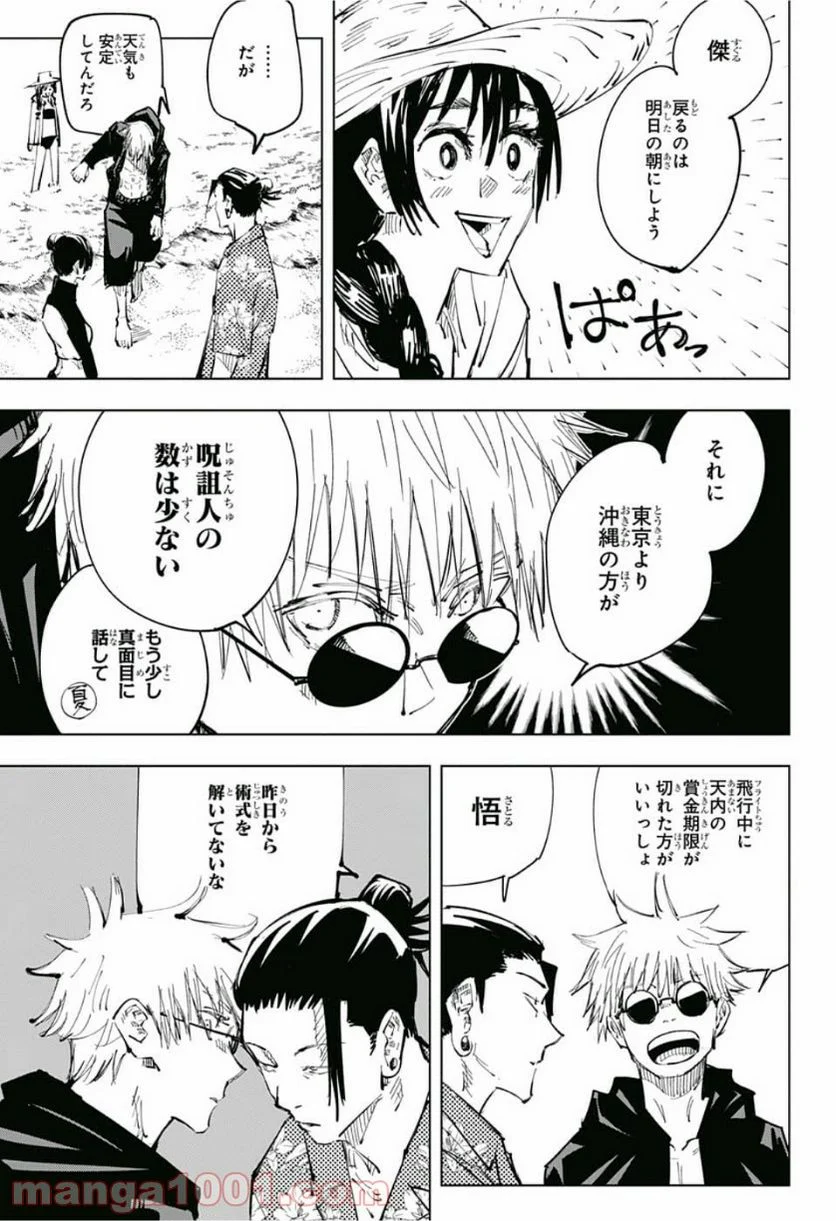 傑
戻るのは
明日の朝にしよう
ぱあっ
……
だが
天気も
安定
してんだろ
それに
東京より
沖縄の方が
呪詛人の
数は少ない
もう少し
真面目に
話して
夏
飛行中に
天内の
賞金期限が
切れた方が
いいっしょ
悟
昨日から
術式を
解いてないな
manga1001.com